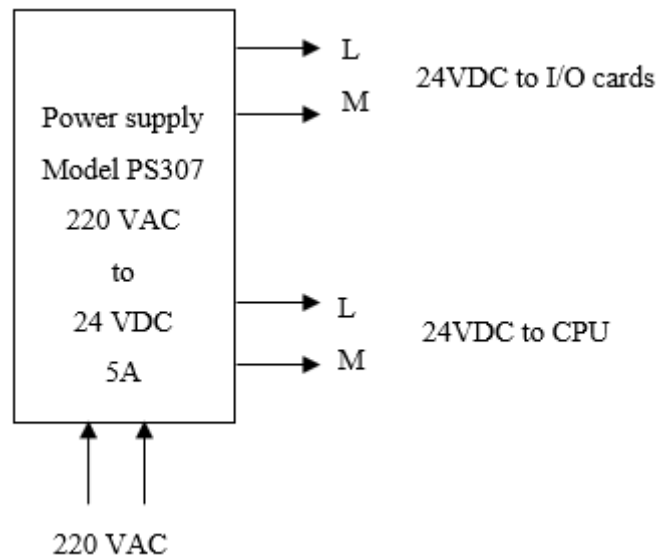 L
24VDC to I/O cards
M
Power supply
Model PS307
220 VAC
to
24 VDC
5A
L
24VDC to CPU
M
220 VAC